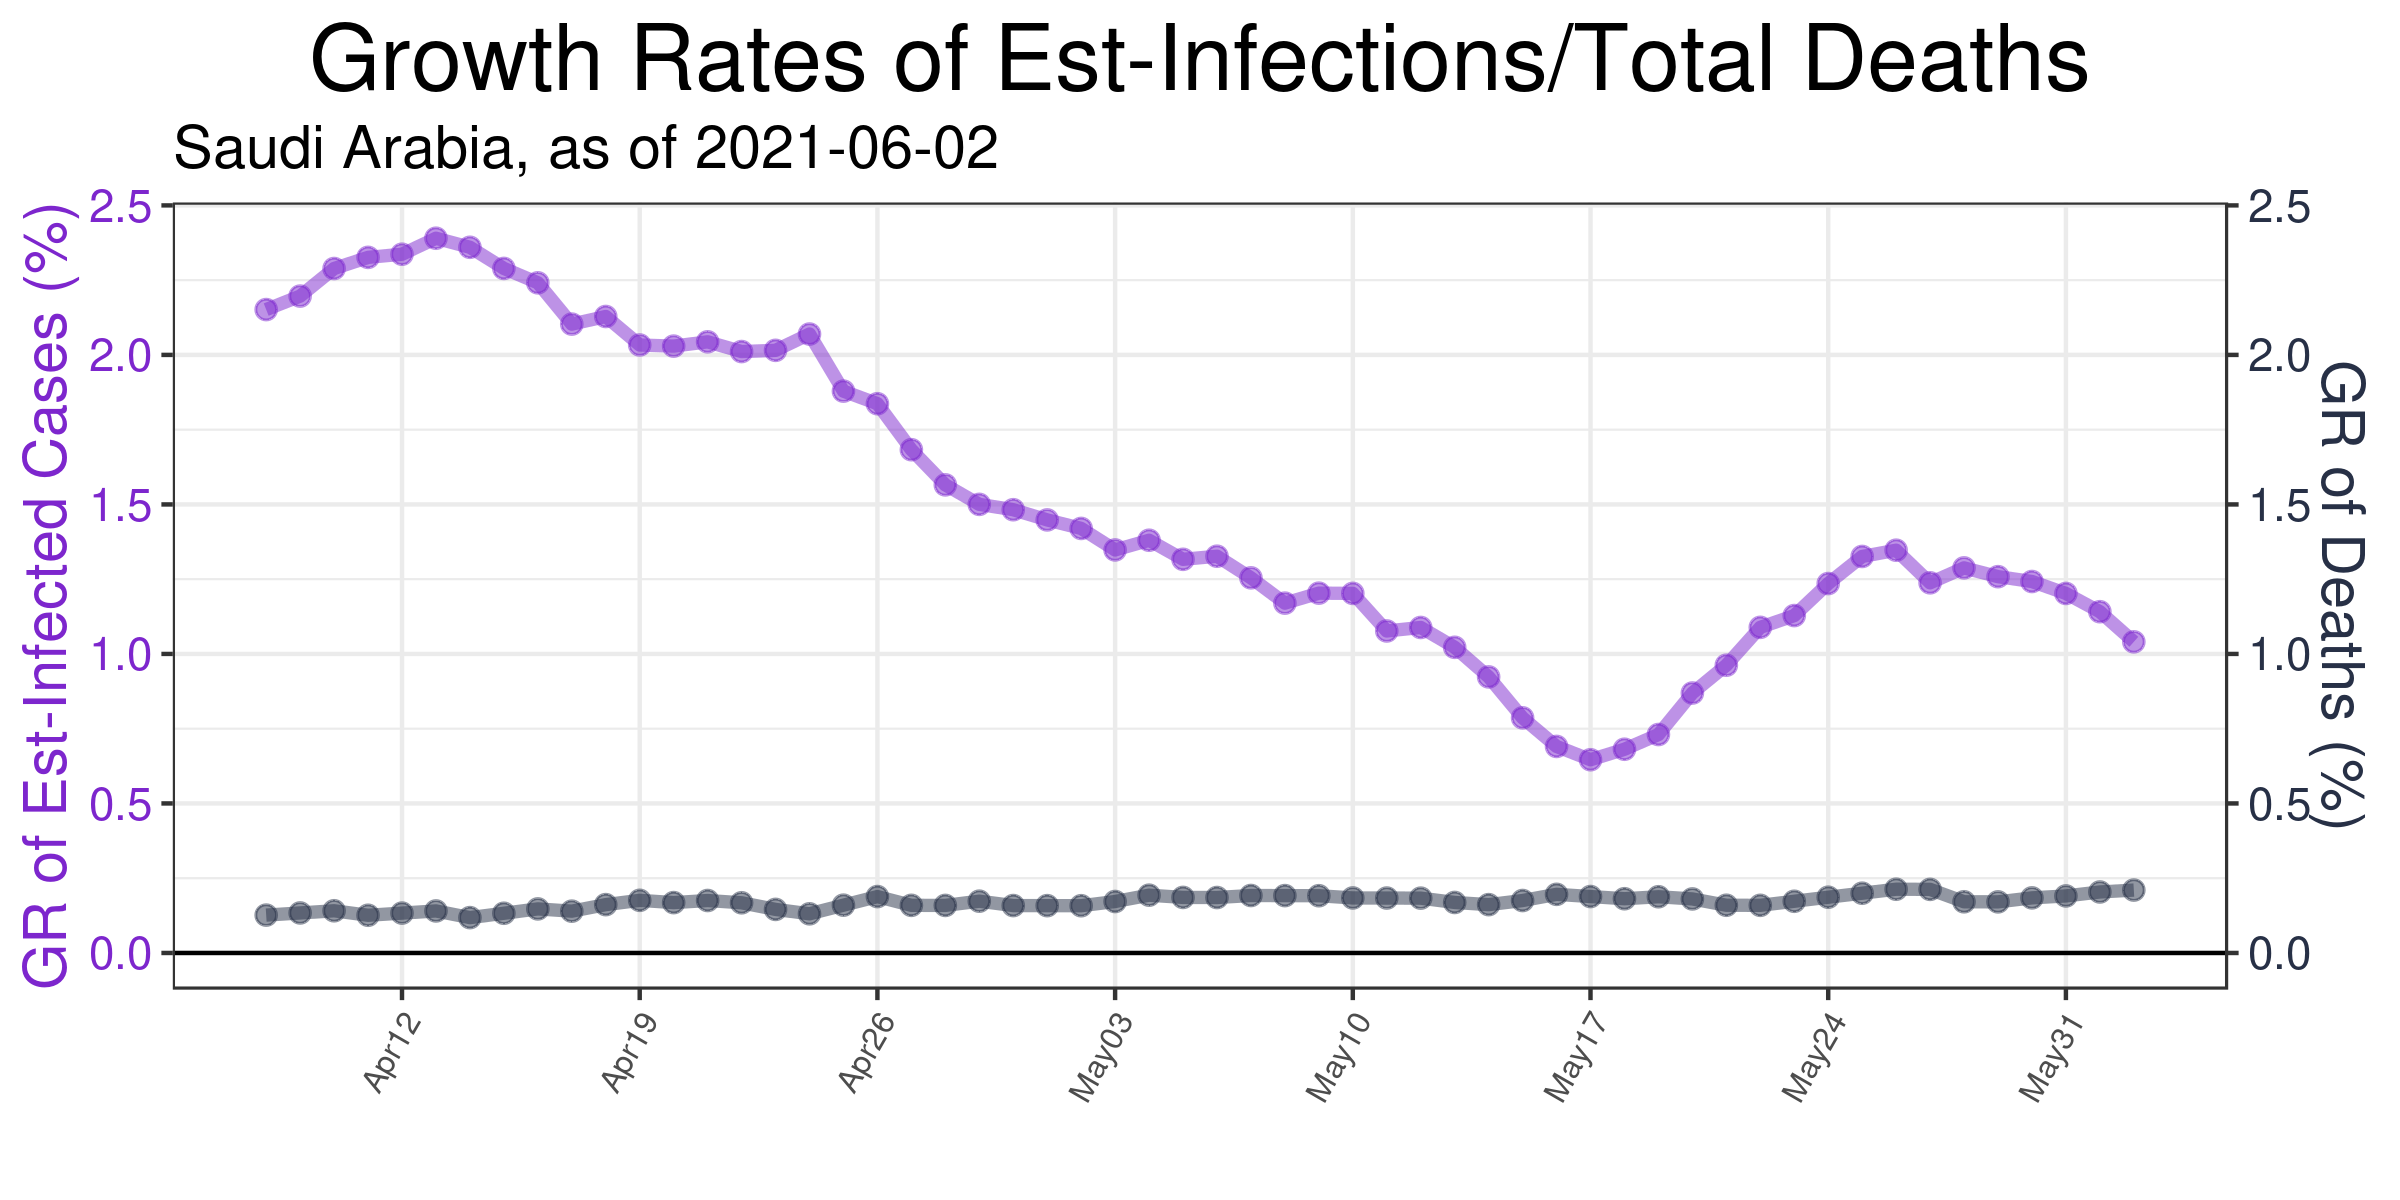 Growth Rates of Est-Infections/Total Deaths
Saudi Arabia, as of 2021-06-02
GR of Est-Infected Cases (%)
2.5
2.0
1.5
1.0
0.5
0.0
2.5
2.0
1.5
1.0
0.5
0.0
GR of Deaths (%)
Apr12
Apr19
Apr26
May03
May10
May17
May24
May31